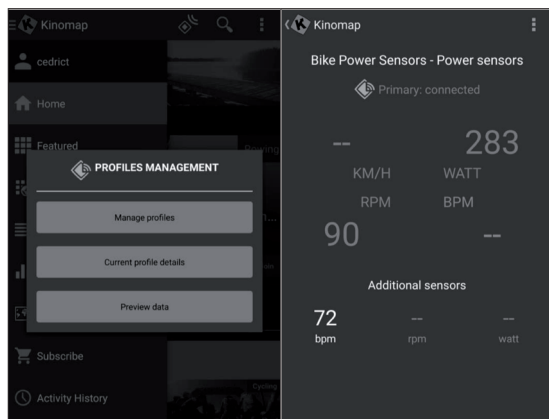 Kinomap
cedrict
Home
Featured
Rowing
PROFILES MANAGEMENT
Manage profiles
Current profile details
Preview data
Subscribe
Activity History
Cycling
Kinomap
Bike Power Sensors - Power sensors
Primary: connected
-- 283
KM/H WATT
RPM BPM
90 --
Additional sensors
72 -- --
bpm rpm watt